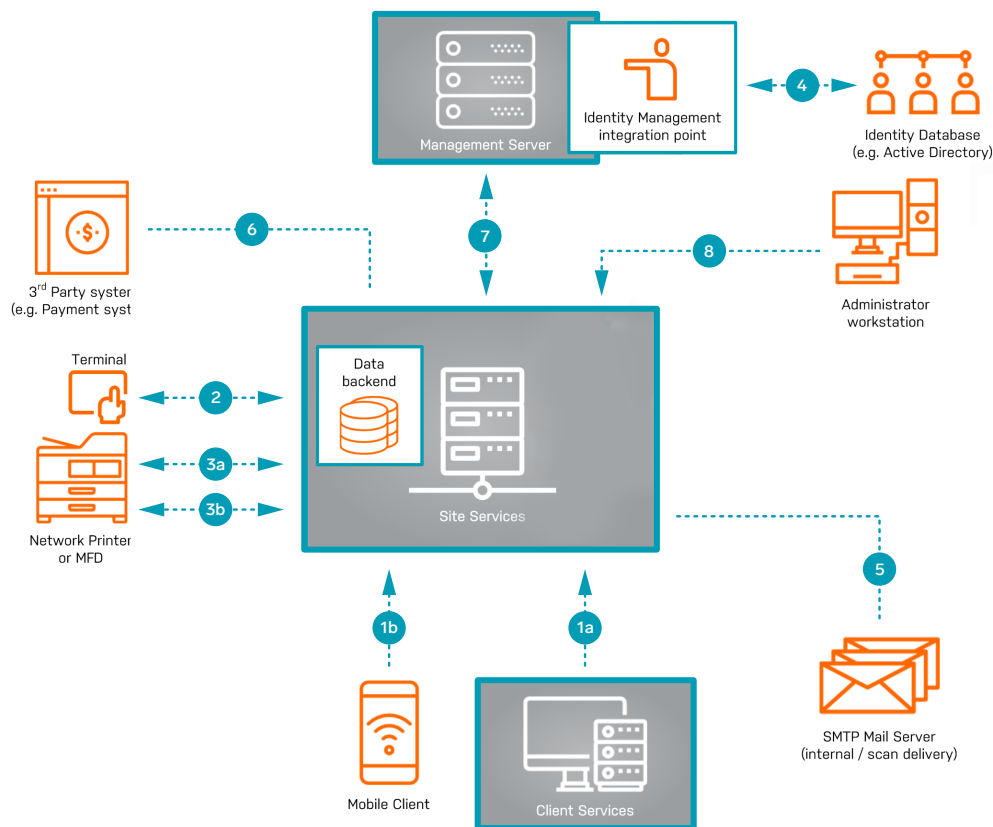 Management Server
Identity Management
integration point
4
Identity Database
(e.g. Active Directory)
$
3rd Party system
(e.g. Payment syst
6
7
8
Administrator
workstation
Terminal
2
Data
backend
3a
3b
Site Services
Network Printer
or MFD
5
1b
1a
SMTP Mail Server
(internal / scan delivery)
Mobile Client
Client Services